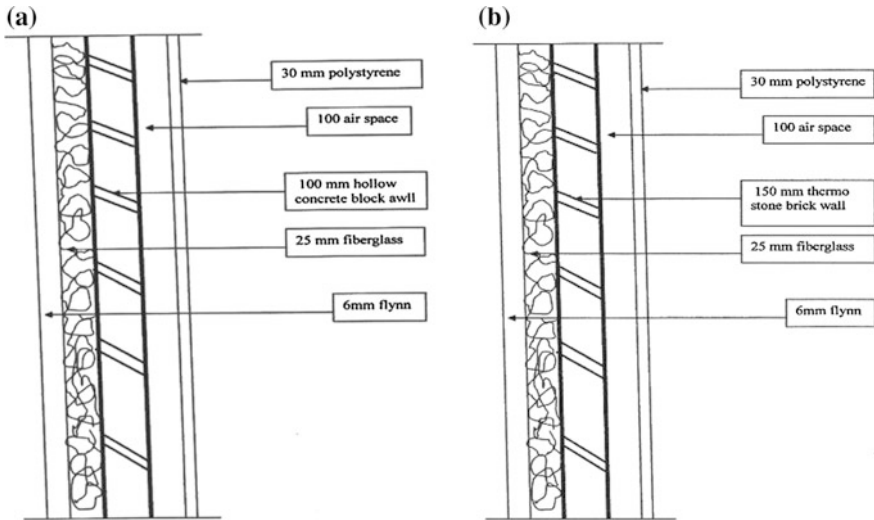 (a)
30 mm polystyrene
100 air space
100 mm hollow
concrete block awll
25 mm fiberglass
6mm flynn
(b)
30 mm polystyrene
100 air space
150 mm thermo
stone brick wall
25 mm fiberglass
6mm flynn